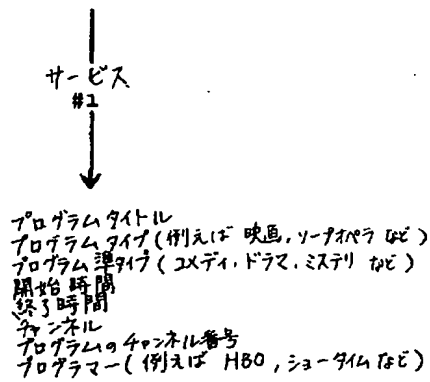 サービス
#1
プログラムタイトル
プログラムタイプ(例えば 映画,ソープオペラ など)
プログラム準タイプ(コメディ,ドラマ,ミステリ など)
開始時間
終了時間
チャンネル
プログラムのチャンネル番号
プログラマー(例えば HBO,ショータイムなど)